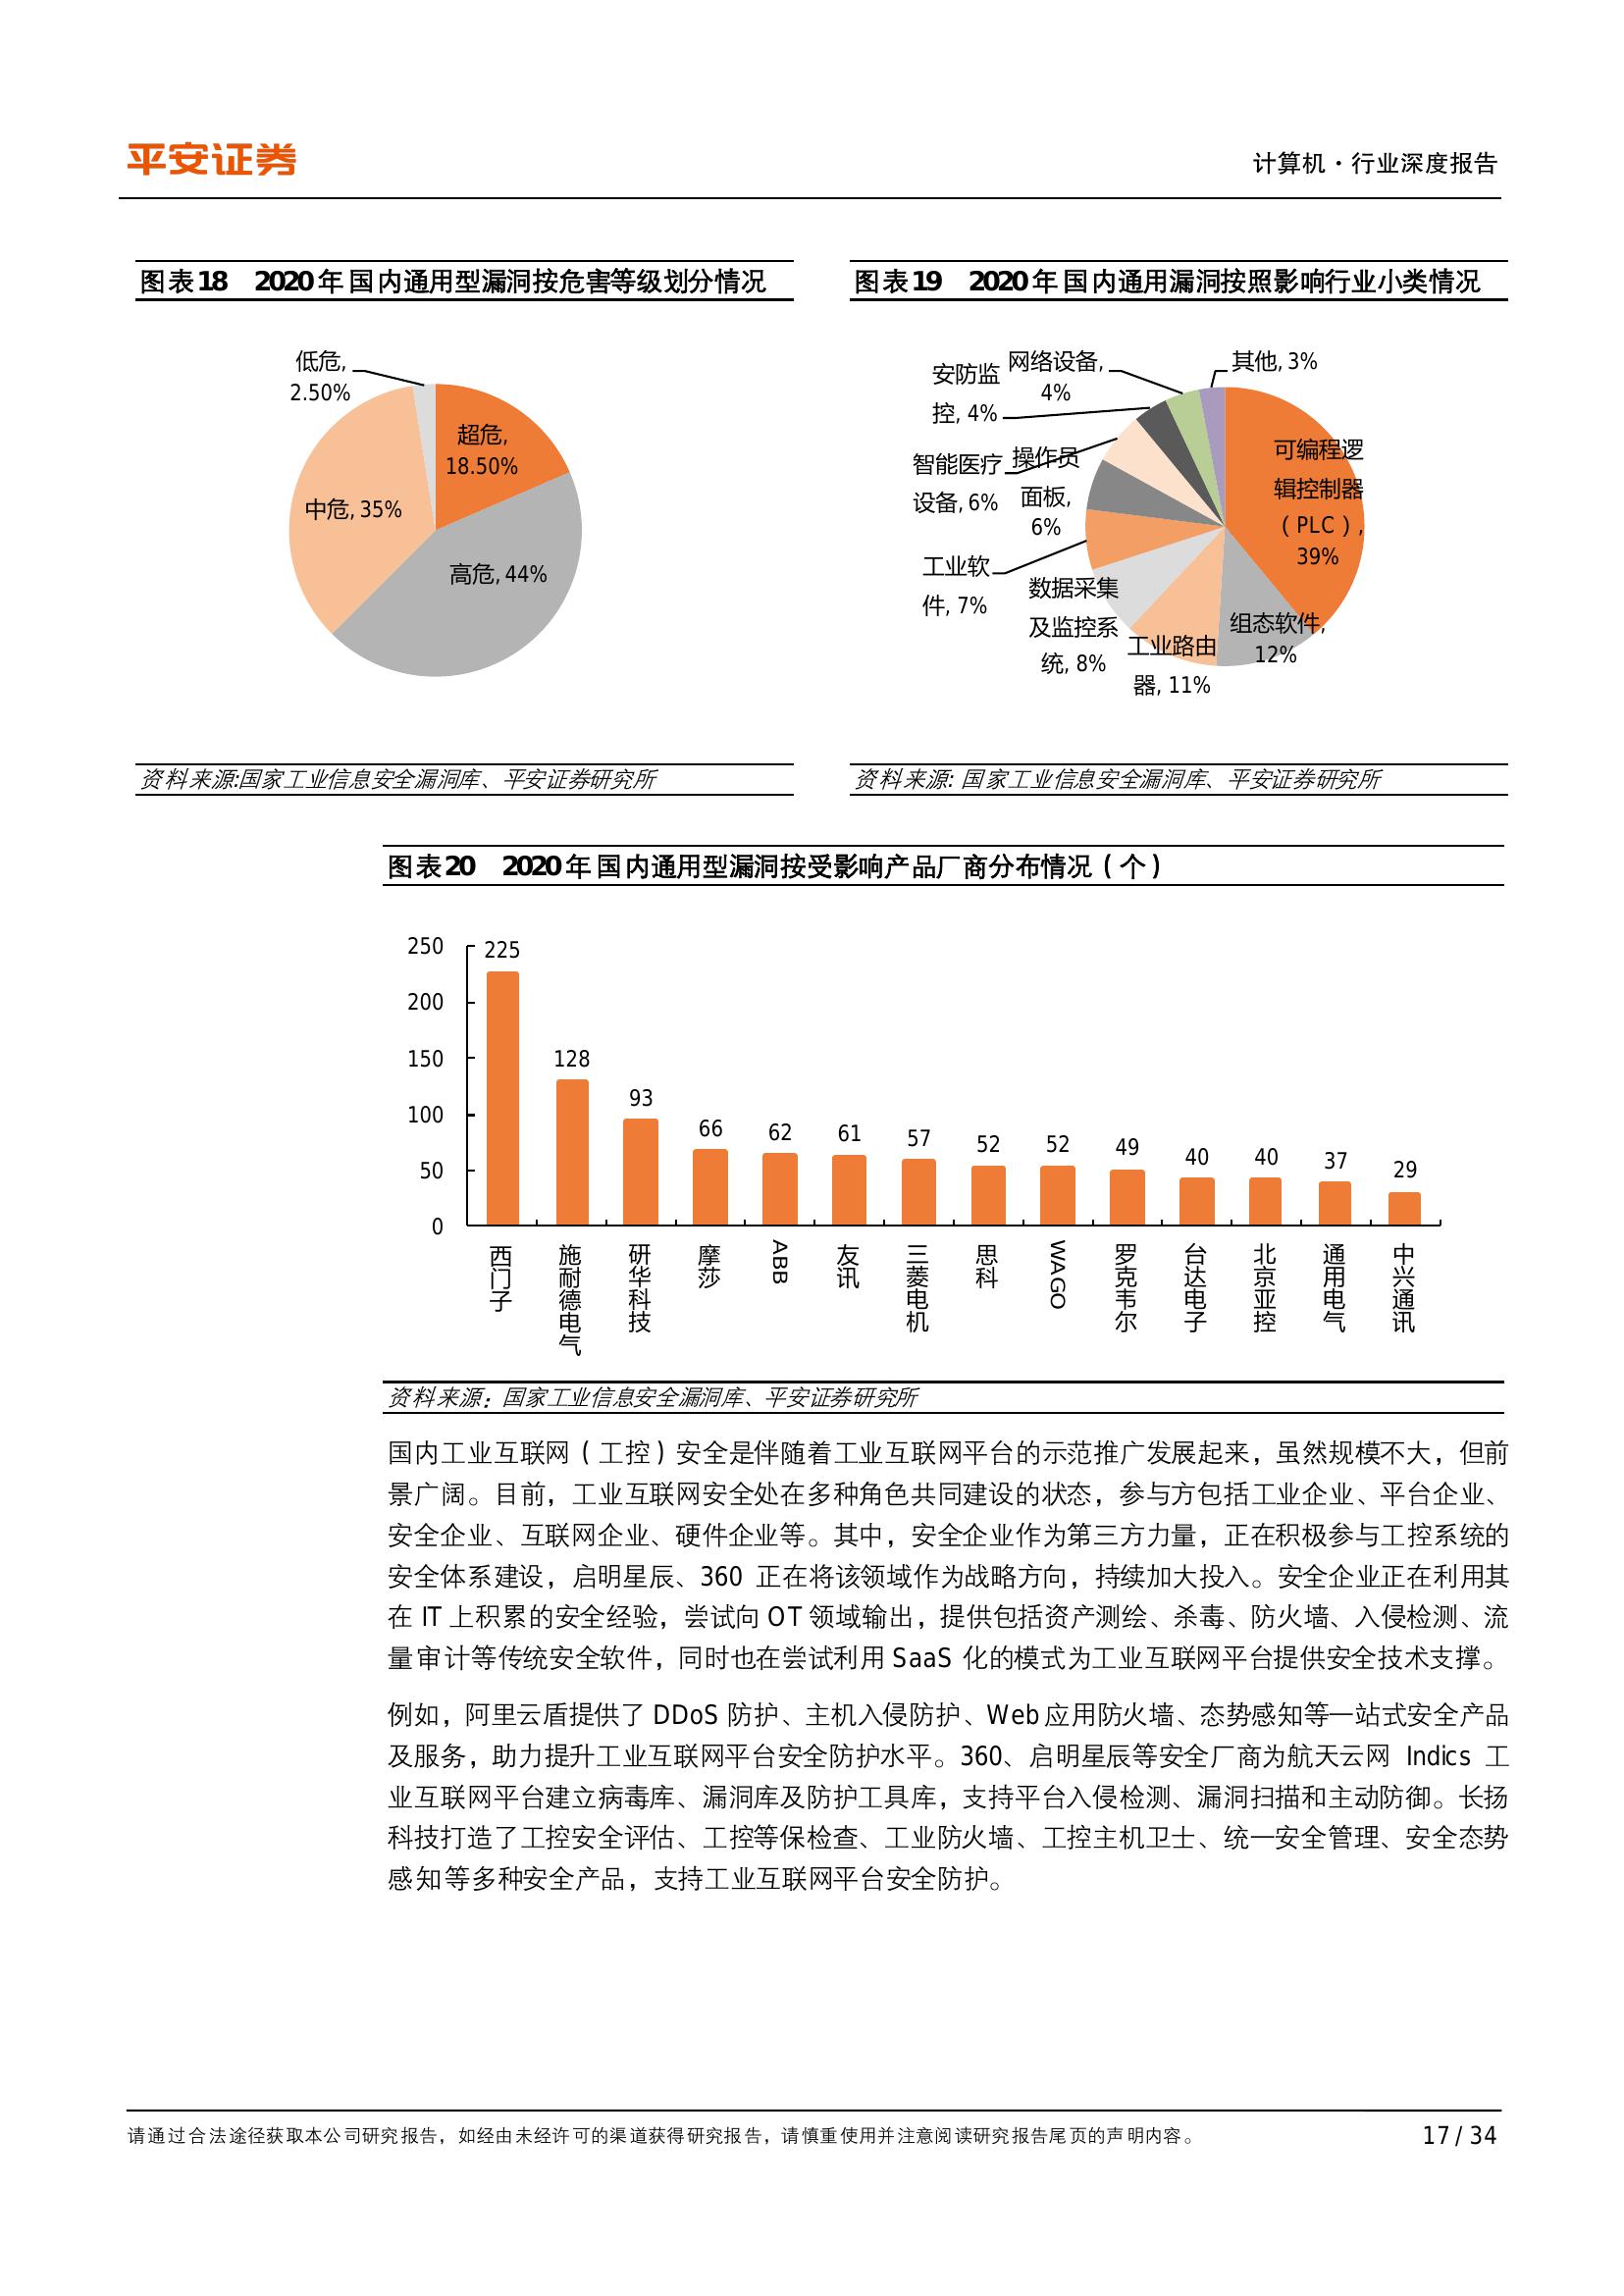 平安证券
计算机·行业深度报告
图表18 2020年国内通用型漏洞按危害等级划分情况
低危,
2.50%
超危,
18.50%
中危, 35%
高危, 44%
资料来源:国家工业信息安全漏洞库、平安证券研究所
图表19 2020年国内通用漏洞按照影响行业小类情况
网络设备,
4%
其他, 3%
安防监
控, 4%
智能医疗
设备, 6%
操作员
面板,
6%
可编程逻
辑控制器
（PLC）,
39%
工业软
件, 7%
数据采集
及监控系
统, 8%
工业路由
器, 11%
组态软件,
12%
资料来源: 国家工业信息安全漏洞库、平安证券研究所
图表20 2020年国内通用型漏洞按受影响产品厂商分布情况（个）
250
200
150
100
50
0
225
128
93
66
62
61
57
52
52
49
40
40
37
29
西门子
施耐德电气
研华科技
摩莎
ABB
友讯
三菱电机
思科
WAGO
罗克韦尔
台达电子
北京亚控
通用电气
中兴通讯
资料来源：国家工业信息安全漏洞库、平安证券研究所
国内工业互联网（工控）安全是伴随着工业互联网平台的示范推广发展起来，虽然规模不大，但前
景广阔。目前，工业互联网安全处在多种角色共同建设的状态，参与方包括工业企业、平台企业、
安全企业、互联网企业、硬件企业等。其中，安全企业作为第三方力量，正在积极参与工控系统的
安全体系建设，启明星辰、360 正在将该领域作为战略方向，持续加大投入。安全企业正在利用其
在 IT 上积累的安全经验，尝试向 OT 领域输出，提供包括资产测绘、杀毒、防火墙、入侵检测、流
量审计等传统安全软件，同时也在尝试利用 SaaS 化的模式为工业互联网平台提供安全技术支撑。
例如，阿里云盾提供了 DDoS 防护、主机入侵防护、Web 应用防火墙、态势感知等一站式安全产品
及服务，助力提升工业互联网平台安全防护水平。360、启明星辰等安全厂商为航天云网 Indics 工
业互联网平台建立病毒库、漏洞库及防护工具库，支持平台入侵检测、漏洞扫描和主动防御。长扬
科技打造了工控安全评估、工控等保检查、工业防火墙、工控主机卫士、统一安全管理、安全态势
感知等多种安全产品，支持工业互联网平台安全防护。
请通过合法途径获取本公司研究报告，如经由未经许可的渠道获得研究报告，请慎重使用并注意阅读研究报告尾页的声明内容。
17 / 34